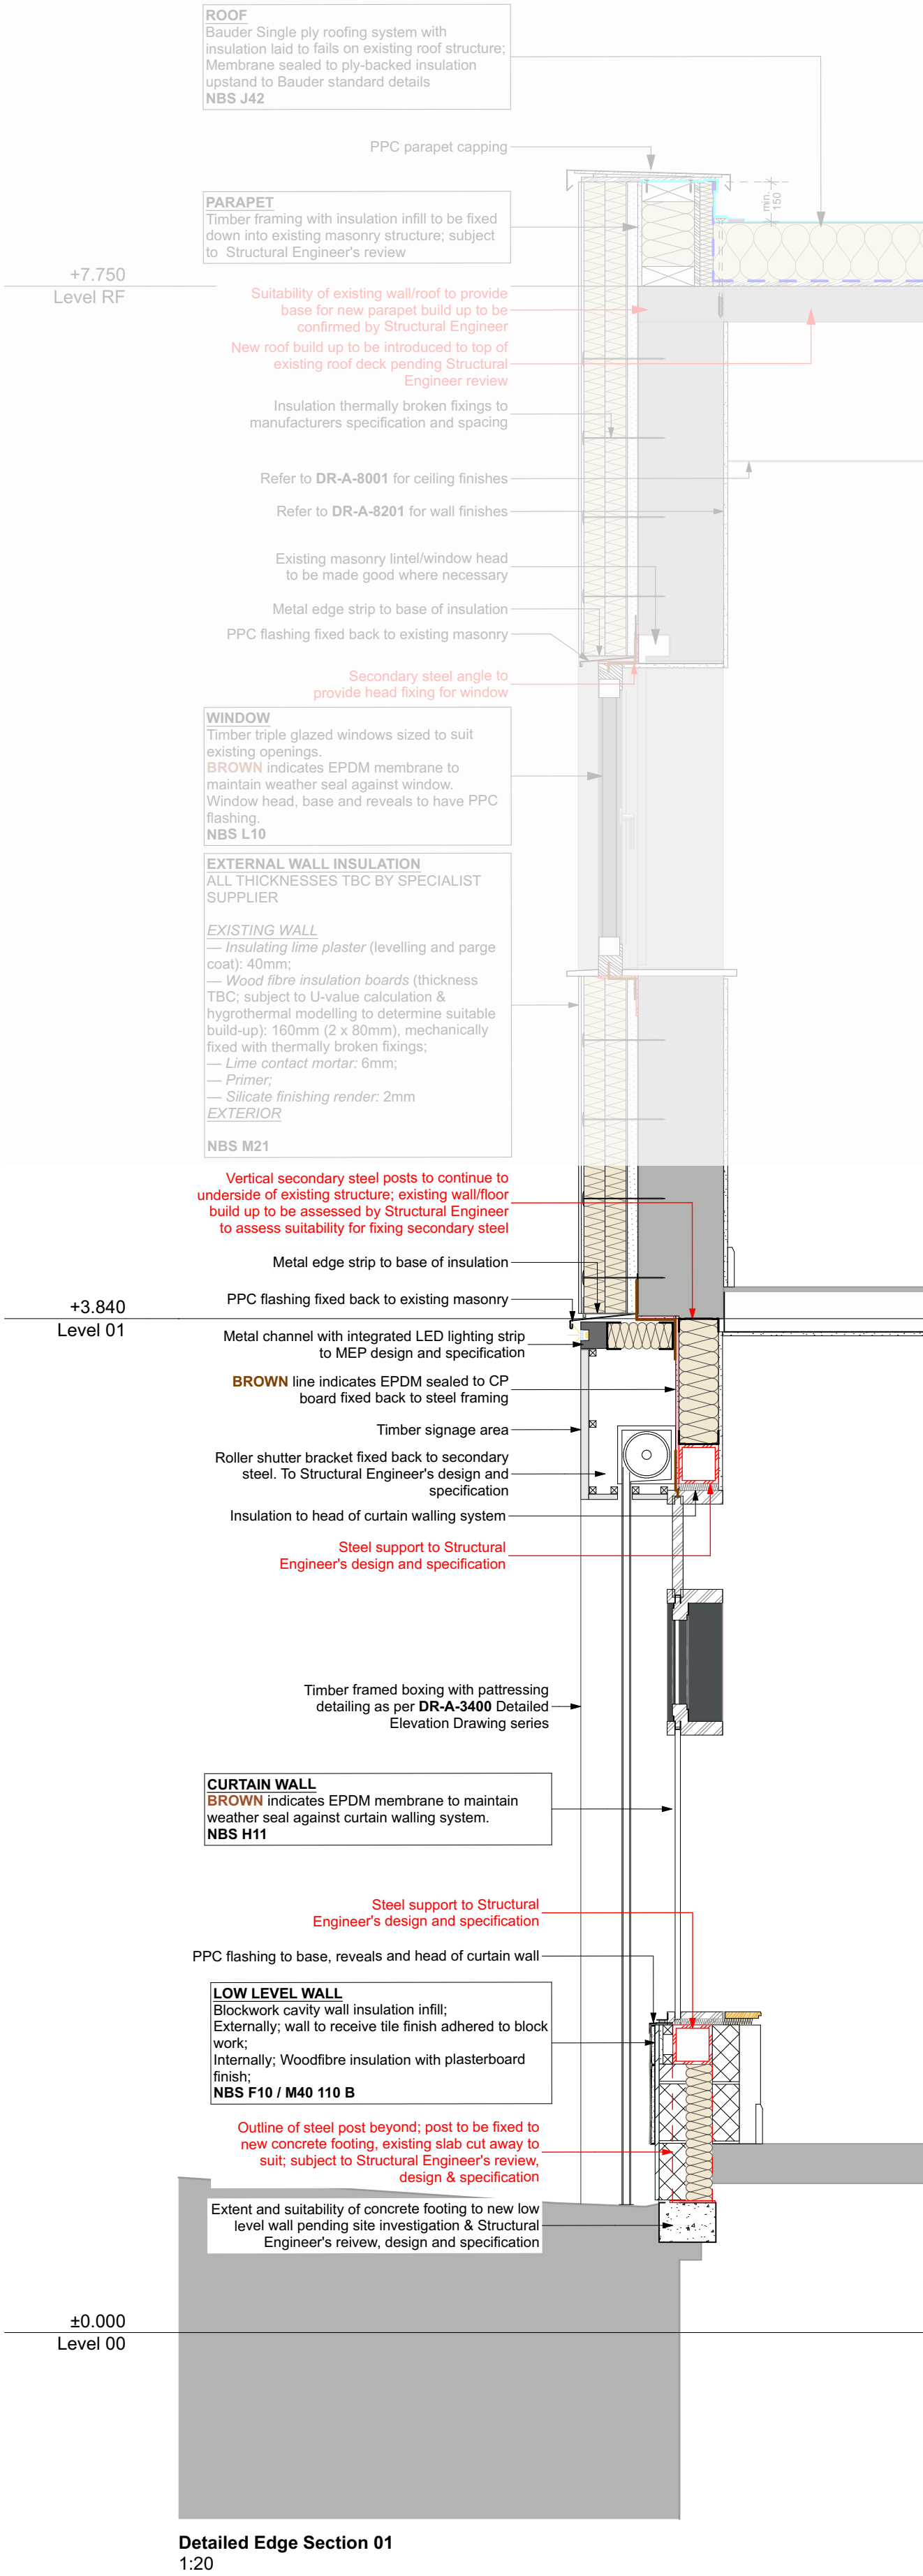 ROOF
Bauder Single ply roofing system with
insulation laid to fails on existing roof structure;
Membrane sealed to ply-backed insulation
upstand to Bauder standard details
NBS J42
PPC parapet capping
min.
150
PARAPET
Timber framing with insulation infill to be fixed
down into existing masonry structure; subject
to Structural Engineer's review
+7.750
Level RF
Suitability of existing wall/roof to provide
base for new parapet build up to be
confirmed by Structural Engineer
New roof build up to be introduced to top of
existing roof deck pending Structural
Engineer review
Insulation thermally broken fixings to
manufacturers specification and spacing
Refer to DR-A-8001 for ceiling finishes
Refer to DR-A-8201 for wall finishes
Existing masonry lintel/window head
to be made good where necessary
Metal edge strip to base of insulation
PPC flashing fixed back to existing masonry
Secondary steel angle to
provide head fixing for window
WINDOW
Timber triple glazed windows sized to suit
existing openings.
BROWN indicates EPDM membrane to
maintain weather seal against window.
Window head, base and reveals to have PPC
flashing.
NBS L10
EXTERNAL WALL INSULATION
ALL THICKNESSES TBC BY SPECIALIST
SUPPLIER
EXISTING WALL
— Insulating lime plaster (levelling and parge
coat): 40mm;
— Wood fibre insulation boards (thickness
TBC; subject to U-value calculation &
hygrothermal modelling to determine suitable
build-up): 160mm (2 x 80mm), mechanically
fixed with thermally broken fixings;
— Lime contact mortar: 6mm;
— Primer;
— Silicate finishing render: 2mm
EXTERIOR
NBS M21
Vertical secondary steel posts to continue to
underside of existing structure; existing wall/floor
build up to be assessed by Structural Engineer
to assess suitability for fixing secondary steel
Metal edge strip to base of insulation
PPC flashing fixed back to existing masonry
+3.840
Level 01
Metal channel with integrated LED lighting strip
to MEP design and specification
BROWN line indicates EPDM sealed to CP
board fixed back to steel framing
Timber signage area
Roller shutter bracket fixed back to secondary
steel. To Structural Engineer's design and
specification
Insulation to head of curtain walling system
Steel support to Structural
Engineer's design and specification
Timber framed boxing with pattressing
detailing as per DR-A-3400 Detailed
Elevation Drawing series
CURTAIN WALL
BROWN indicates EPDM membrane to maintain
weather seal against curtain walling system.
NBS H11
Steel support to Structural
Engineer's design and specification
PPC flashing to base, reveals and head of curtain wall
LOW LEVEL WALL
Blockwork cavity wall insulation infill;
Externally; wall to receive tile finish adhered to block
work;
Internally; Woodfibre insulation with plasterboard
finish;
NBS F10 / M40 110 B
Outline of steel post beyond; post to be fixed to
new concrete footing, existing slab cut away to
suit; subject to Structural Engineer's review,
design & specification
Extent and suitability of concrete footing to new low
level wall pending site investigation & Structural
Engineer's reivew, design and specification
±0.000
Level 00
Detailed Edge Section 01
1:20